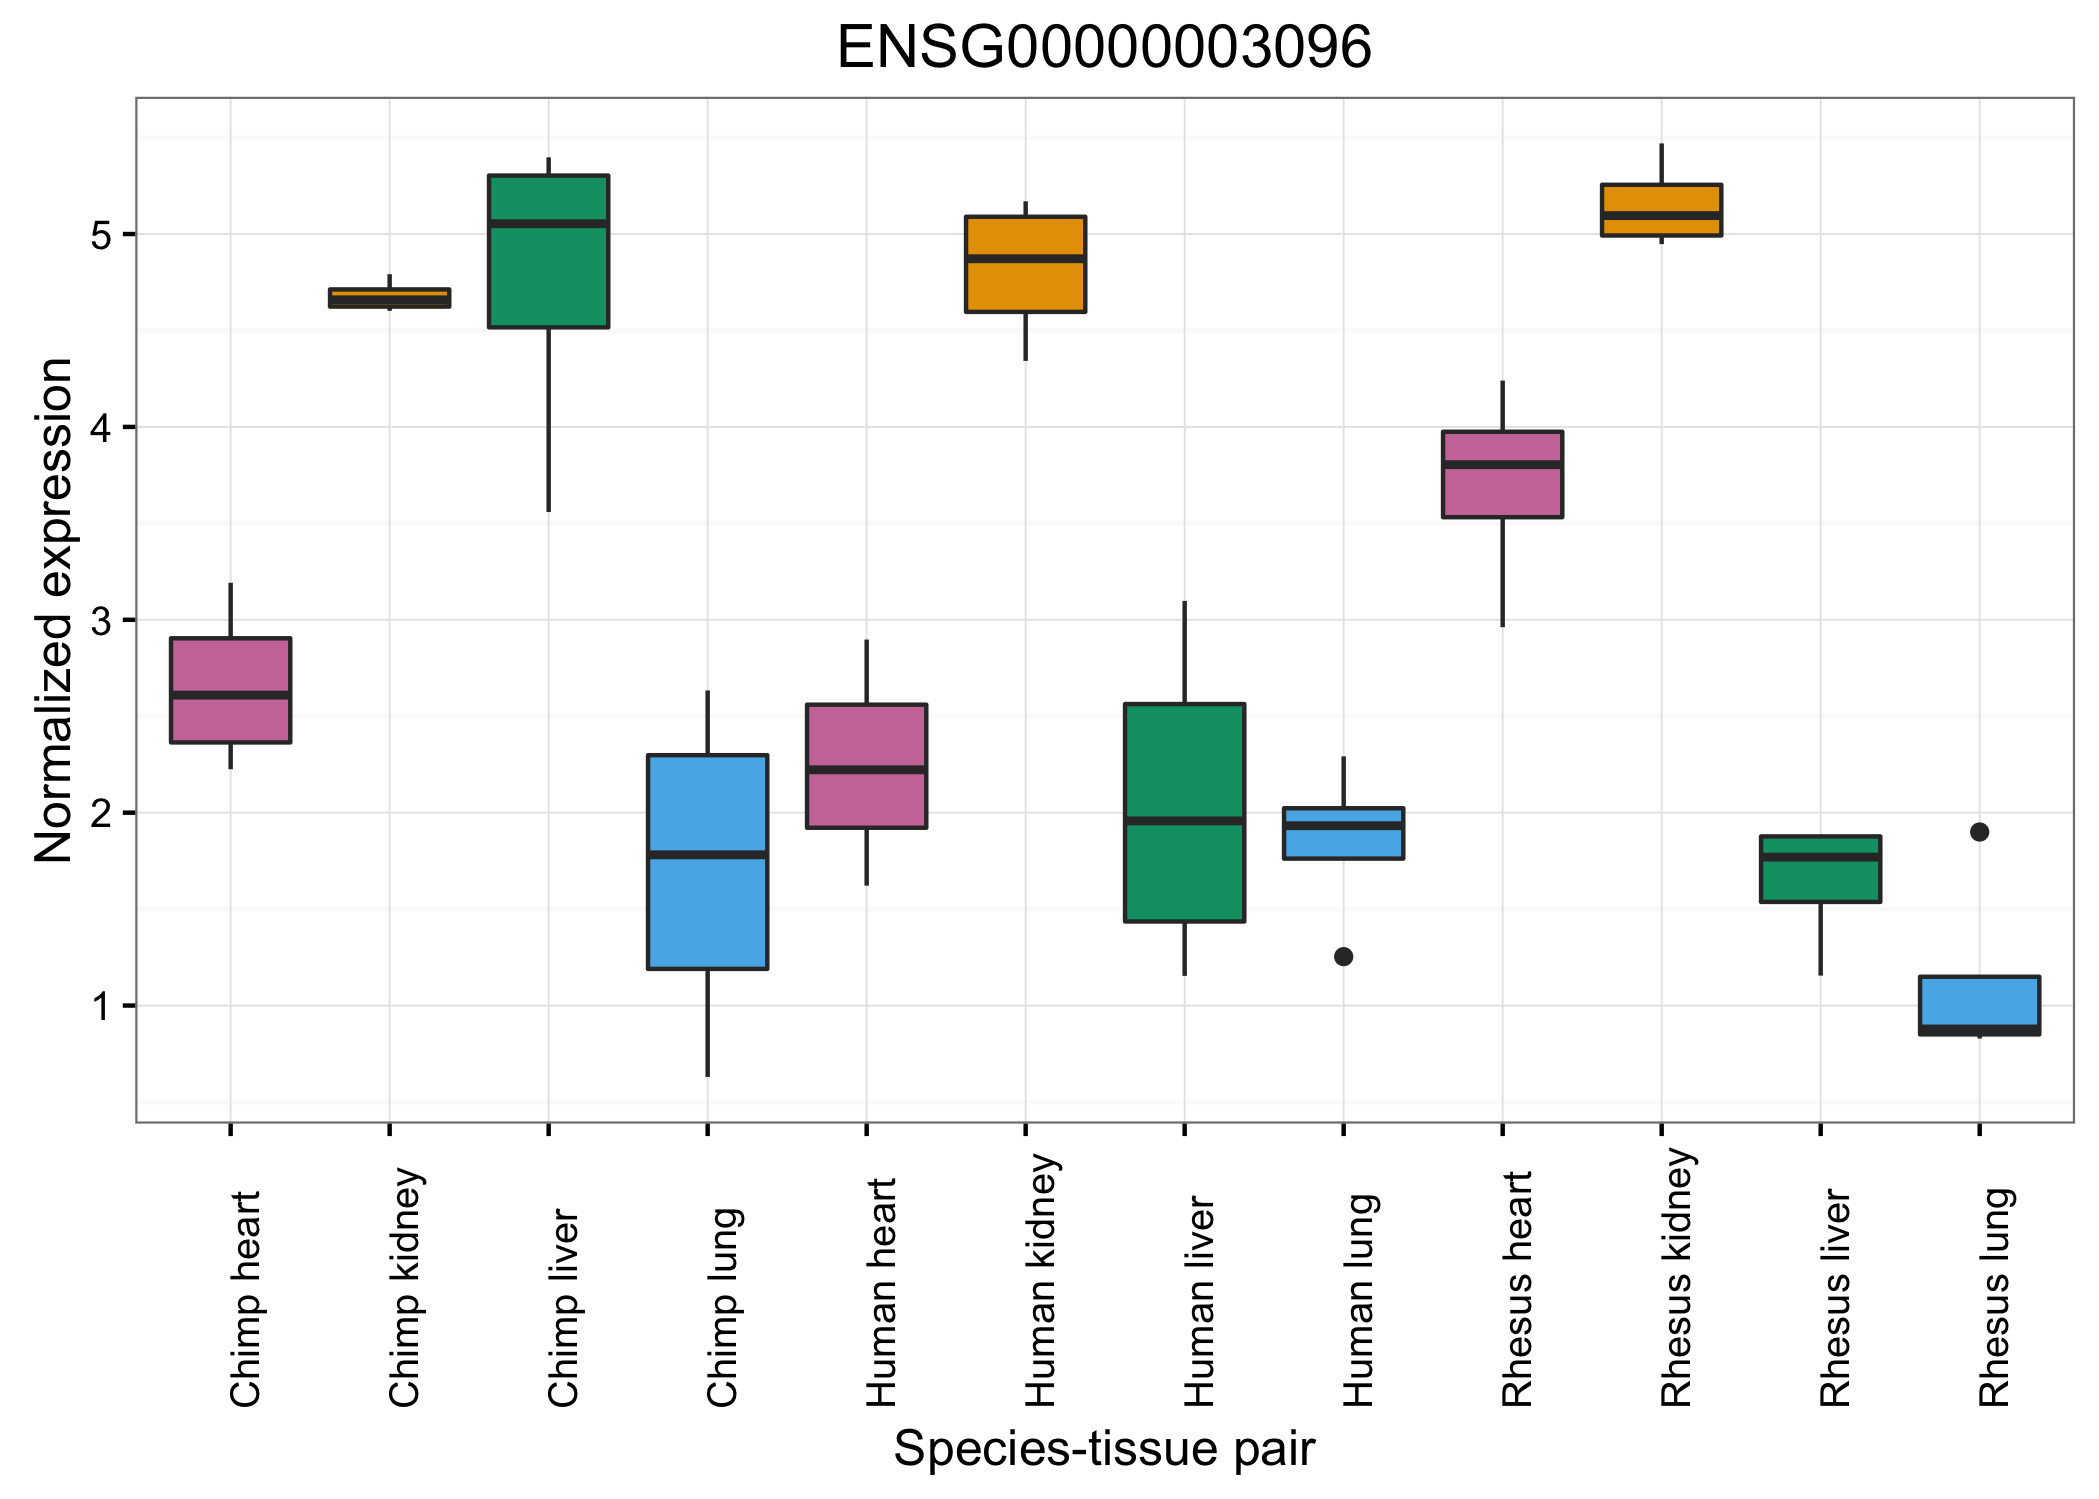 ENSG00000003096
Normalized expression
5
4
3
2
1
Chimp heart
Chimp kidney
Chimp liver
Chimp lung
Human heart
Human kidney
Human liver
Human lung
Rhesus heart
Rhesus kidney
Rhesus liver
Rhesus lung
Species-tissue pair